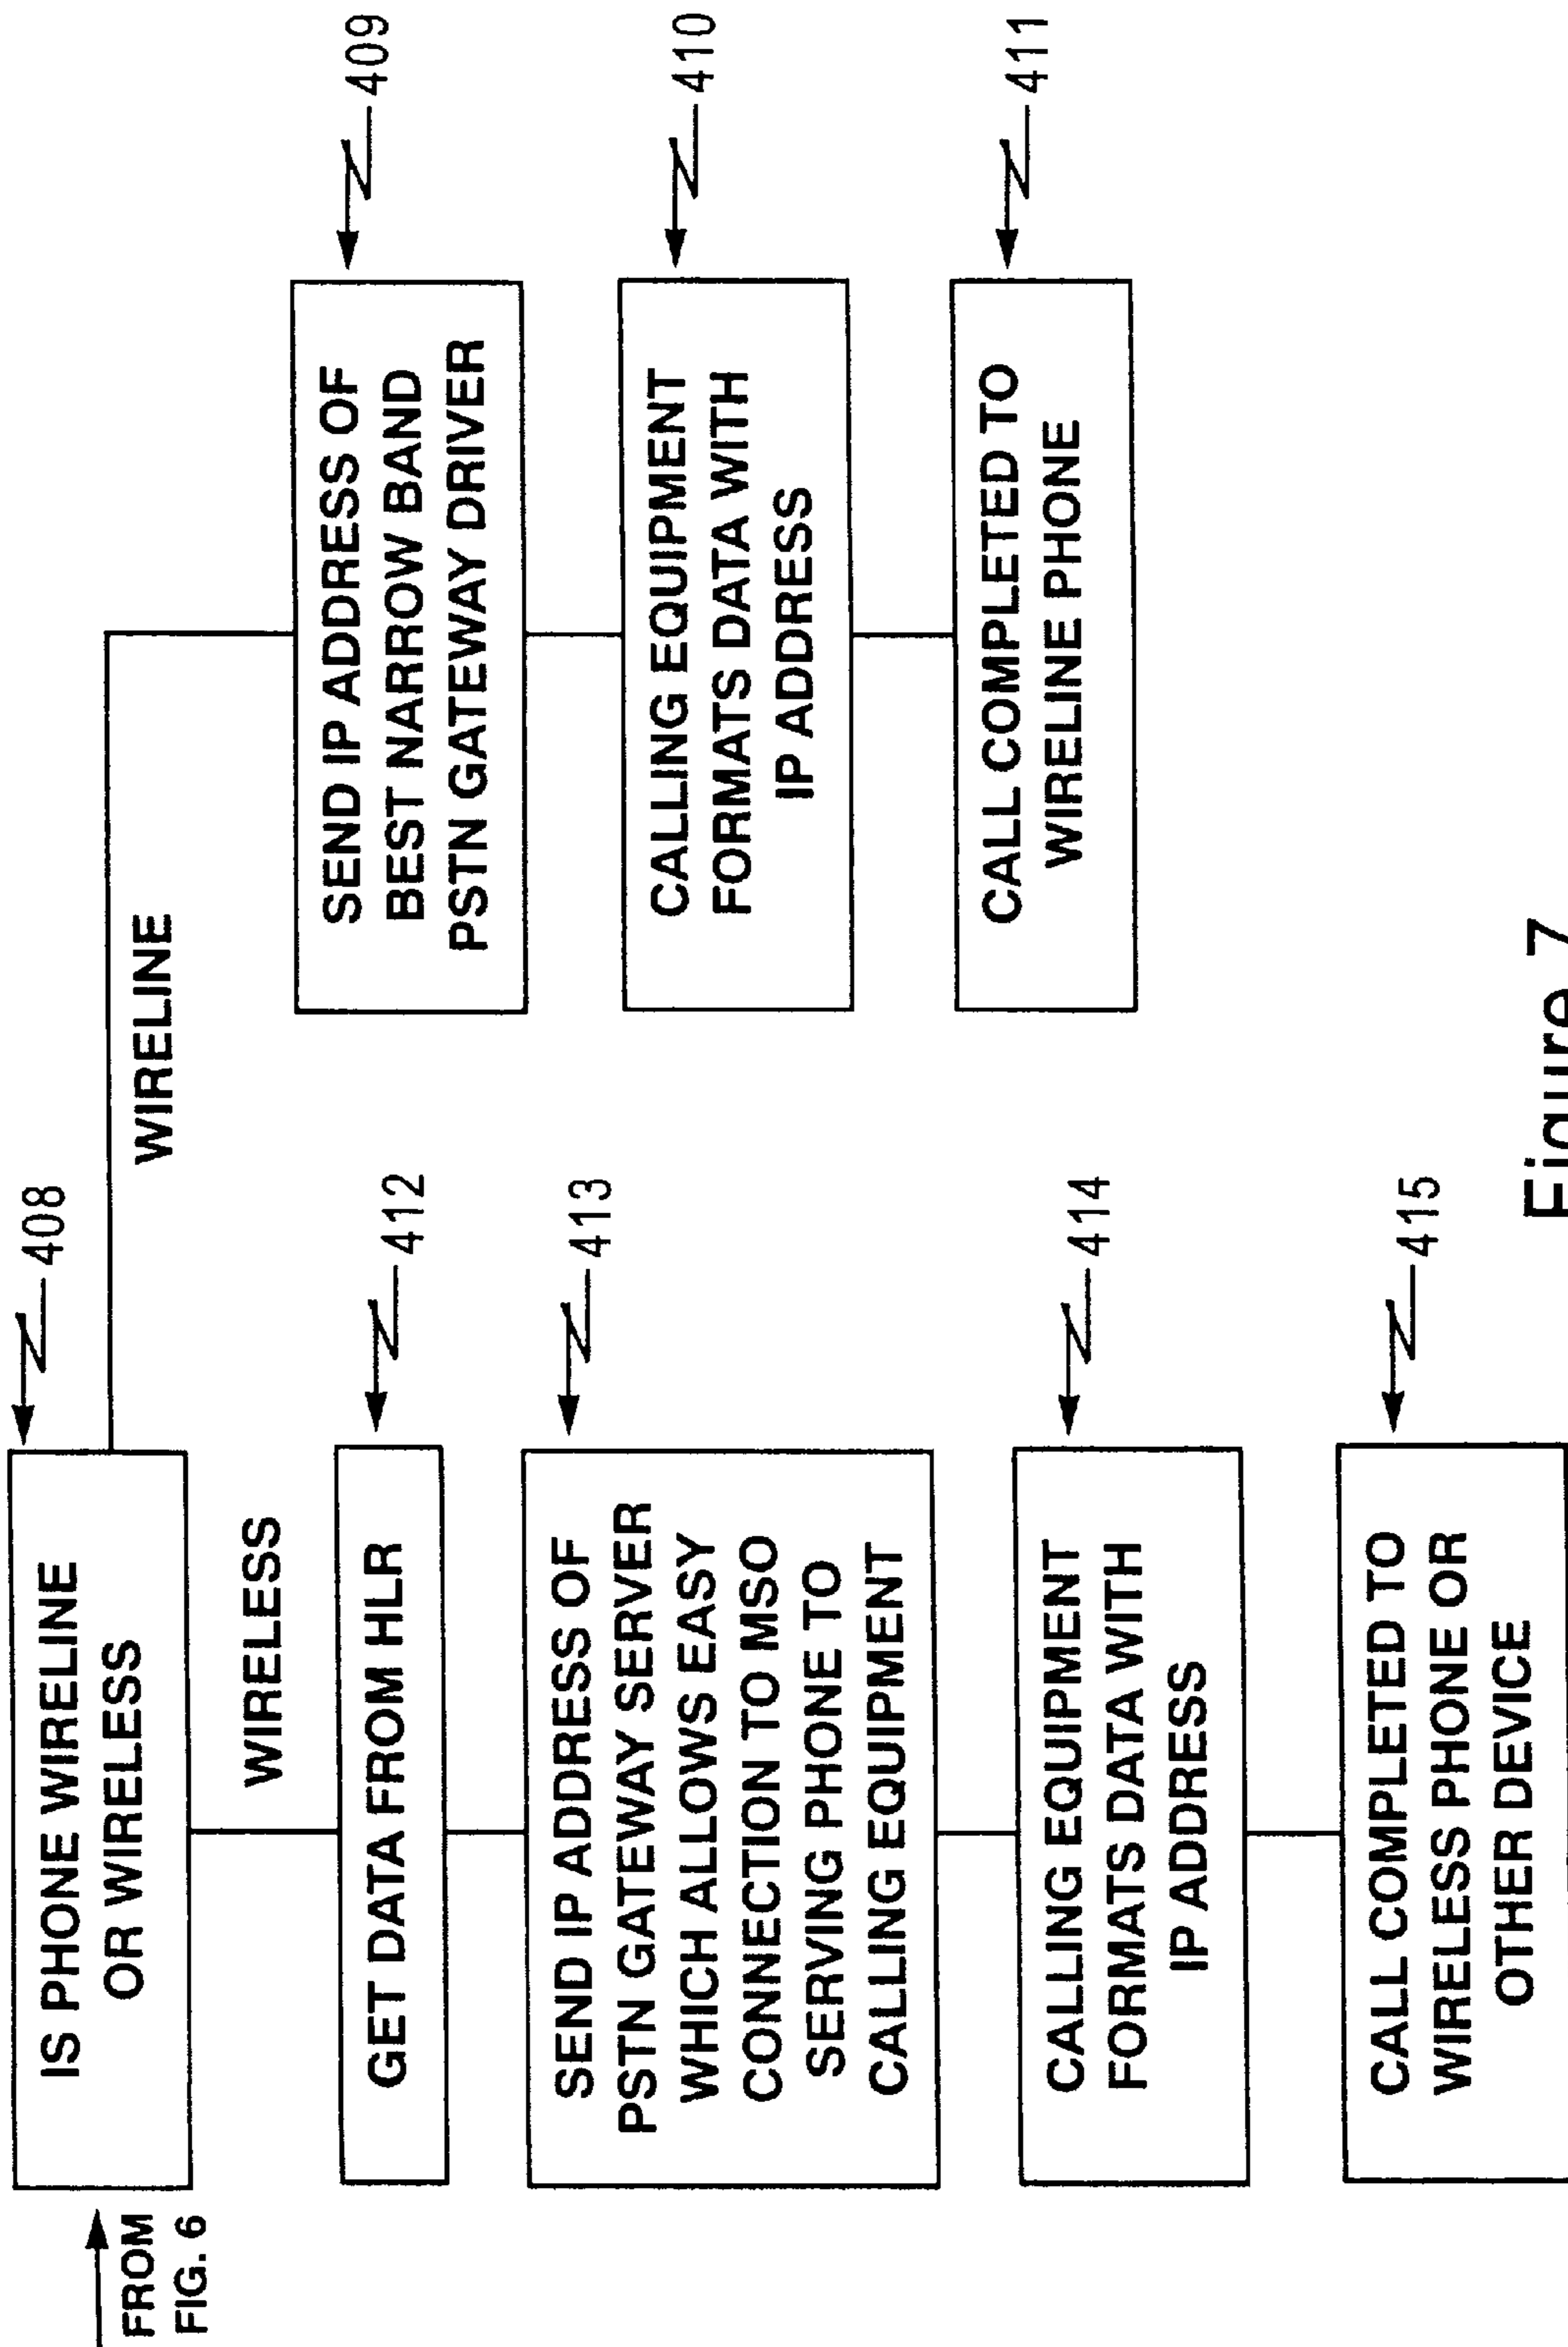 FROM
FIG. 6
IS PHONE WIRELINE
OR WIRELESS
408
WIRELINE
WIRELESS
GET DATA FROM HLR
412
SEND IP ADDRESS OF
PSTN GATEWAY SERVER
WHICH ALLOWS EASY
CONNECTION TO MSO
SERVING PHONE TO
CALLING EQUIPMENT
413
CALLING EQUIPMENT
FORMATS DATA WITH
IP ADDRESS
414
CALL COMPLETED TO
WIRELESS PHONE OR
OTHER DEVICE
415
SEND IP ADDRESS OF
BEST NARROW BAND
PSTN GATEWAY DRIVER
409
CALLING EQUIPMENT
FORMATS DATA WITH
IP ADDRESS
410
CALL COMPLETED TO
WIRELINE PHONE
411
Figure 7